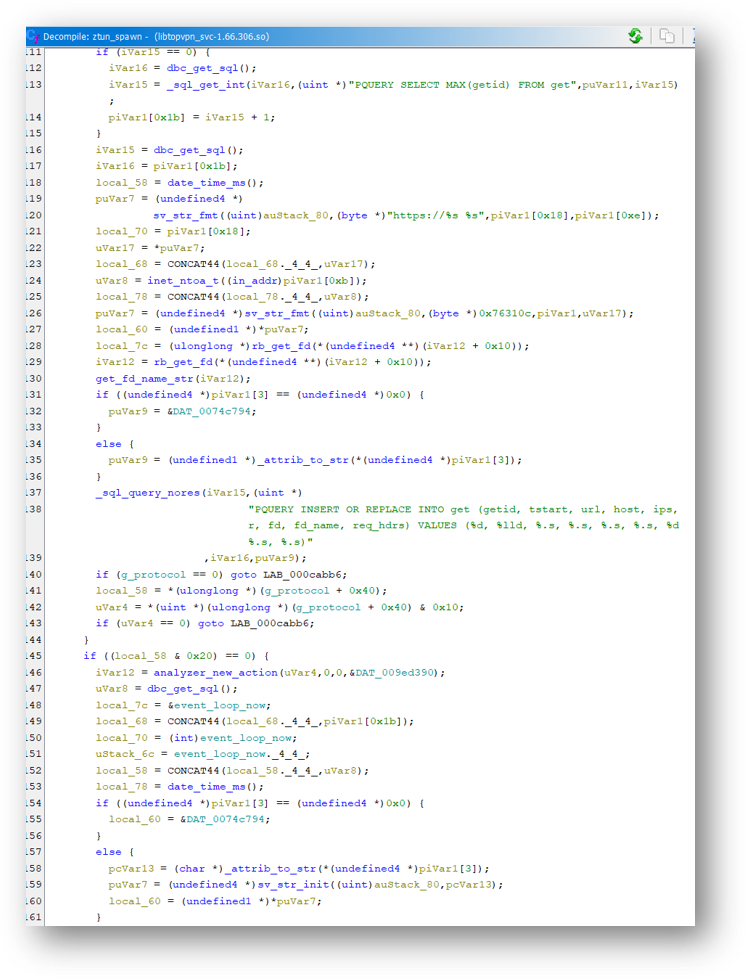 Decompile: ztun_spawn - (libtopvpn_svc-1.66.306.so)
111 if (iVar15 == 0) {
112 iVar16 = dbc_get_sql();
113 iVar15 = _sql_get_int(iVar16,(uint *)"PQUERY SELECT MAX(getid) FROM get",puVar11,iVar15)
;
114 piVar1[0x1b] = iVar15 + 1;
115 }
116 iVar15 = dbc_get_sql();
117 iVar16 = piVar1[0x1b];
118 local_58 = date_time_ms();
119 puVar7 = (undefined4 *)
120 sv_str_fmt((uint)auStack_80,(byte *)"https://%s %s",piVar1[0x18],piVar1[0xe]);
121 local_70 = piVar1[0x18];
122 uVar17 = *puVar7;
123 local_68 = CONCAT44(local_68._4_4_,uVar17);
124 uVar8 = inet_ntoa_t((in_addr)piVar1[0xb]);
125 local_78 = CONCAT44(local_78._4_4_,uVar8);
126 puVar7 = (undefined4 *)sv_str_fmt((uint)auStack_80,(byte *)0x76310c,piVar1,uVar17);
127 local_60 = (undefined1 *)*puVar7;
128 local_7c = (ulonglong *)rb_get_fd(*(undefined4 **)(iVar12 + 0x10));
129 iVar12 = rb_get_fd(*(undefined4 **)(iVar12 + 0x10));
130 get_fd_name_str(iVar12);
131 if ((undefined4 *)piVar1[3] == (undefined4 *)0x0) {
132 puVar9 = &DAT_0074c794;
133 }
134 else {
135 puVar9 = (undefined1 *)_attrib_to_str(*(undefined4 *)piVar1[3]);
136 }
137 _sql_query_nores(iVar15,(uint *)
138 "PQUERY INSERT OR REPLACE INTO get (getid, tstart, url, host, ips,
r, fd, fd_name, req_hdrs) VALUES (%d, %lld, %.s, %.s, %.s, %.s, %d
%.s, %.s)"
139 ,iVar16,puVar9);
140 if (g_protocol == 0) goto LAB_000cabb6;
141 local_58 = *(ulonglong *)(g_protocol + 0x40);
142 uVar4 = *(uint *)(ulonglong *)(g_protocol + 0x40) & 0x10;
143 if (uVar4 == 0) goto LAB_000cabb6;
144 }
145 if ((local_58 & 0x20) == 0) {
146 iVar12 = analyzer_new_action(uVar4,0,0,&DAT_009ed390);
147 uVar8 = dbc_get_sql();
148 local_7c = &event_loop_now;
149 local_68 = CONCAT44(local_68._4_4_,piVar1[0x1b]);
150 local_70 = (int)event_loop_now;
151 uStack_6c = event_loop_now._4_4_;
152 local_58 = CONCAT44(local_58._4_4_,uVar8);
153 local_78 = date_time_ms();
154 if ((undefined4 *)piVar1[3] == (undefined4 *)0x0) {
155 local_60 = &DAT_0074c794;
156 }
157 else {
158 pcVar13 = (char *)_attrib_to_str(*(undefined4 *)piVar1[3]);
159 puVar7 = (undefined4 *)sv_str_init((uint)auStack_80,pcVar13);
160 local_60 = (undefined1 *)*puVar7;
161 }